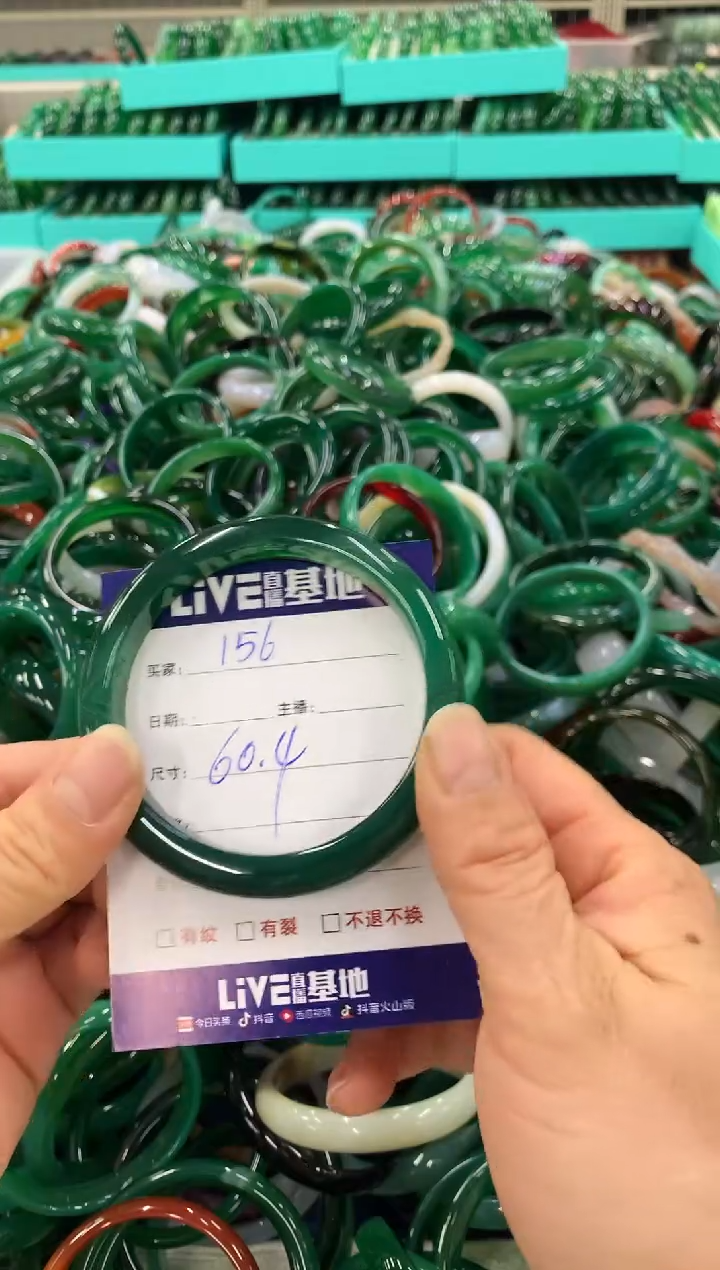 LiVE直播基地
买家: 156
日期: 主播:
尺寸: 60.4
有纹 有裂 不退不换
LiVE直播基地
今日头条 抖音 西瓜视频 抖音火山版